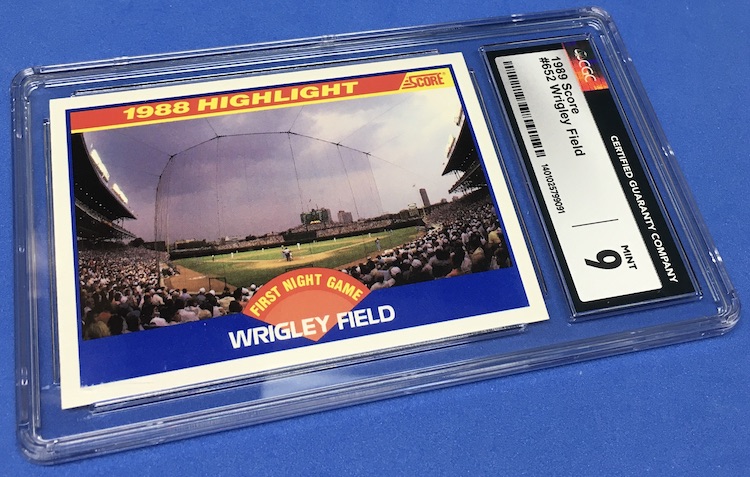 1988 HIGHLIGHT
SCORE
FIRST NIGHT GAME
WRIGLEY FIELD
CGC
1989 Score
#652 Wrigley Field
1401025799091
MINT
9
CERTIFIED GUARANTY COMPANY